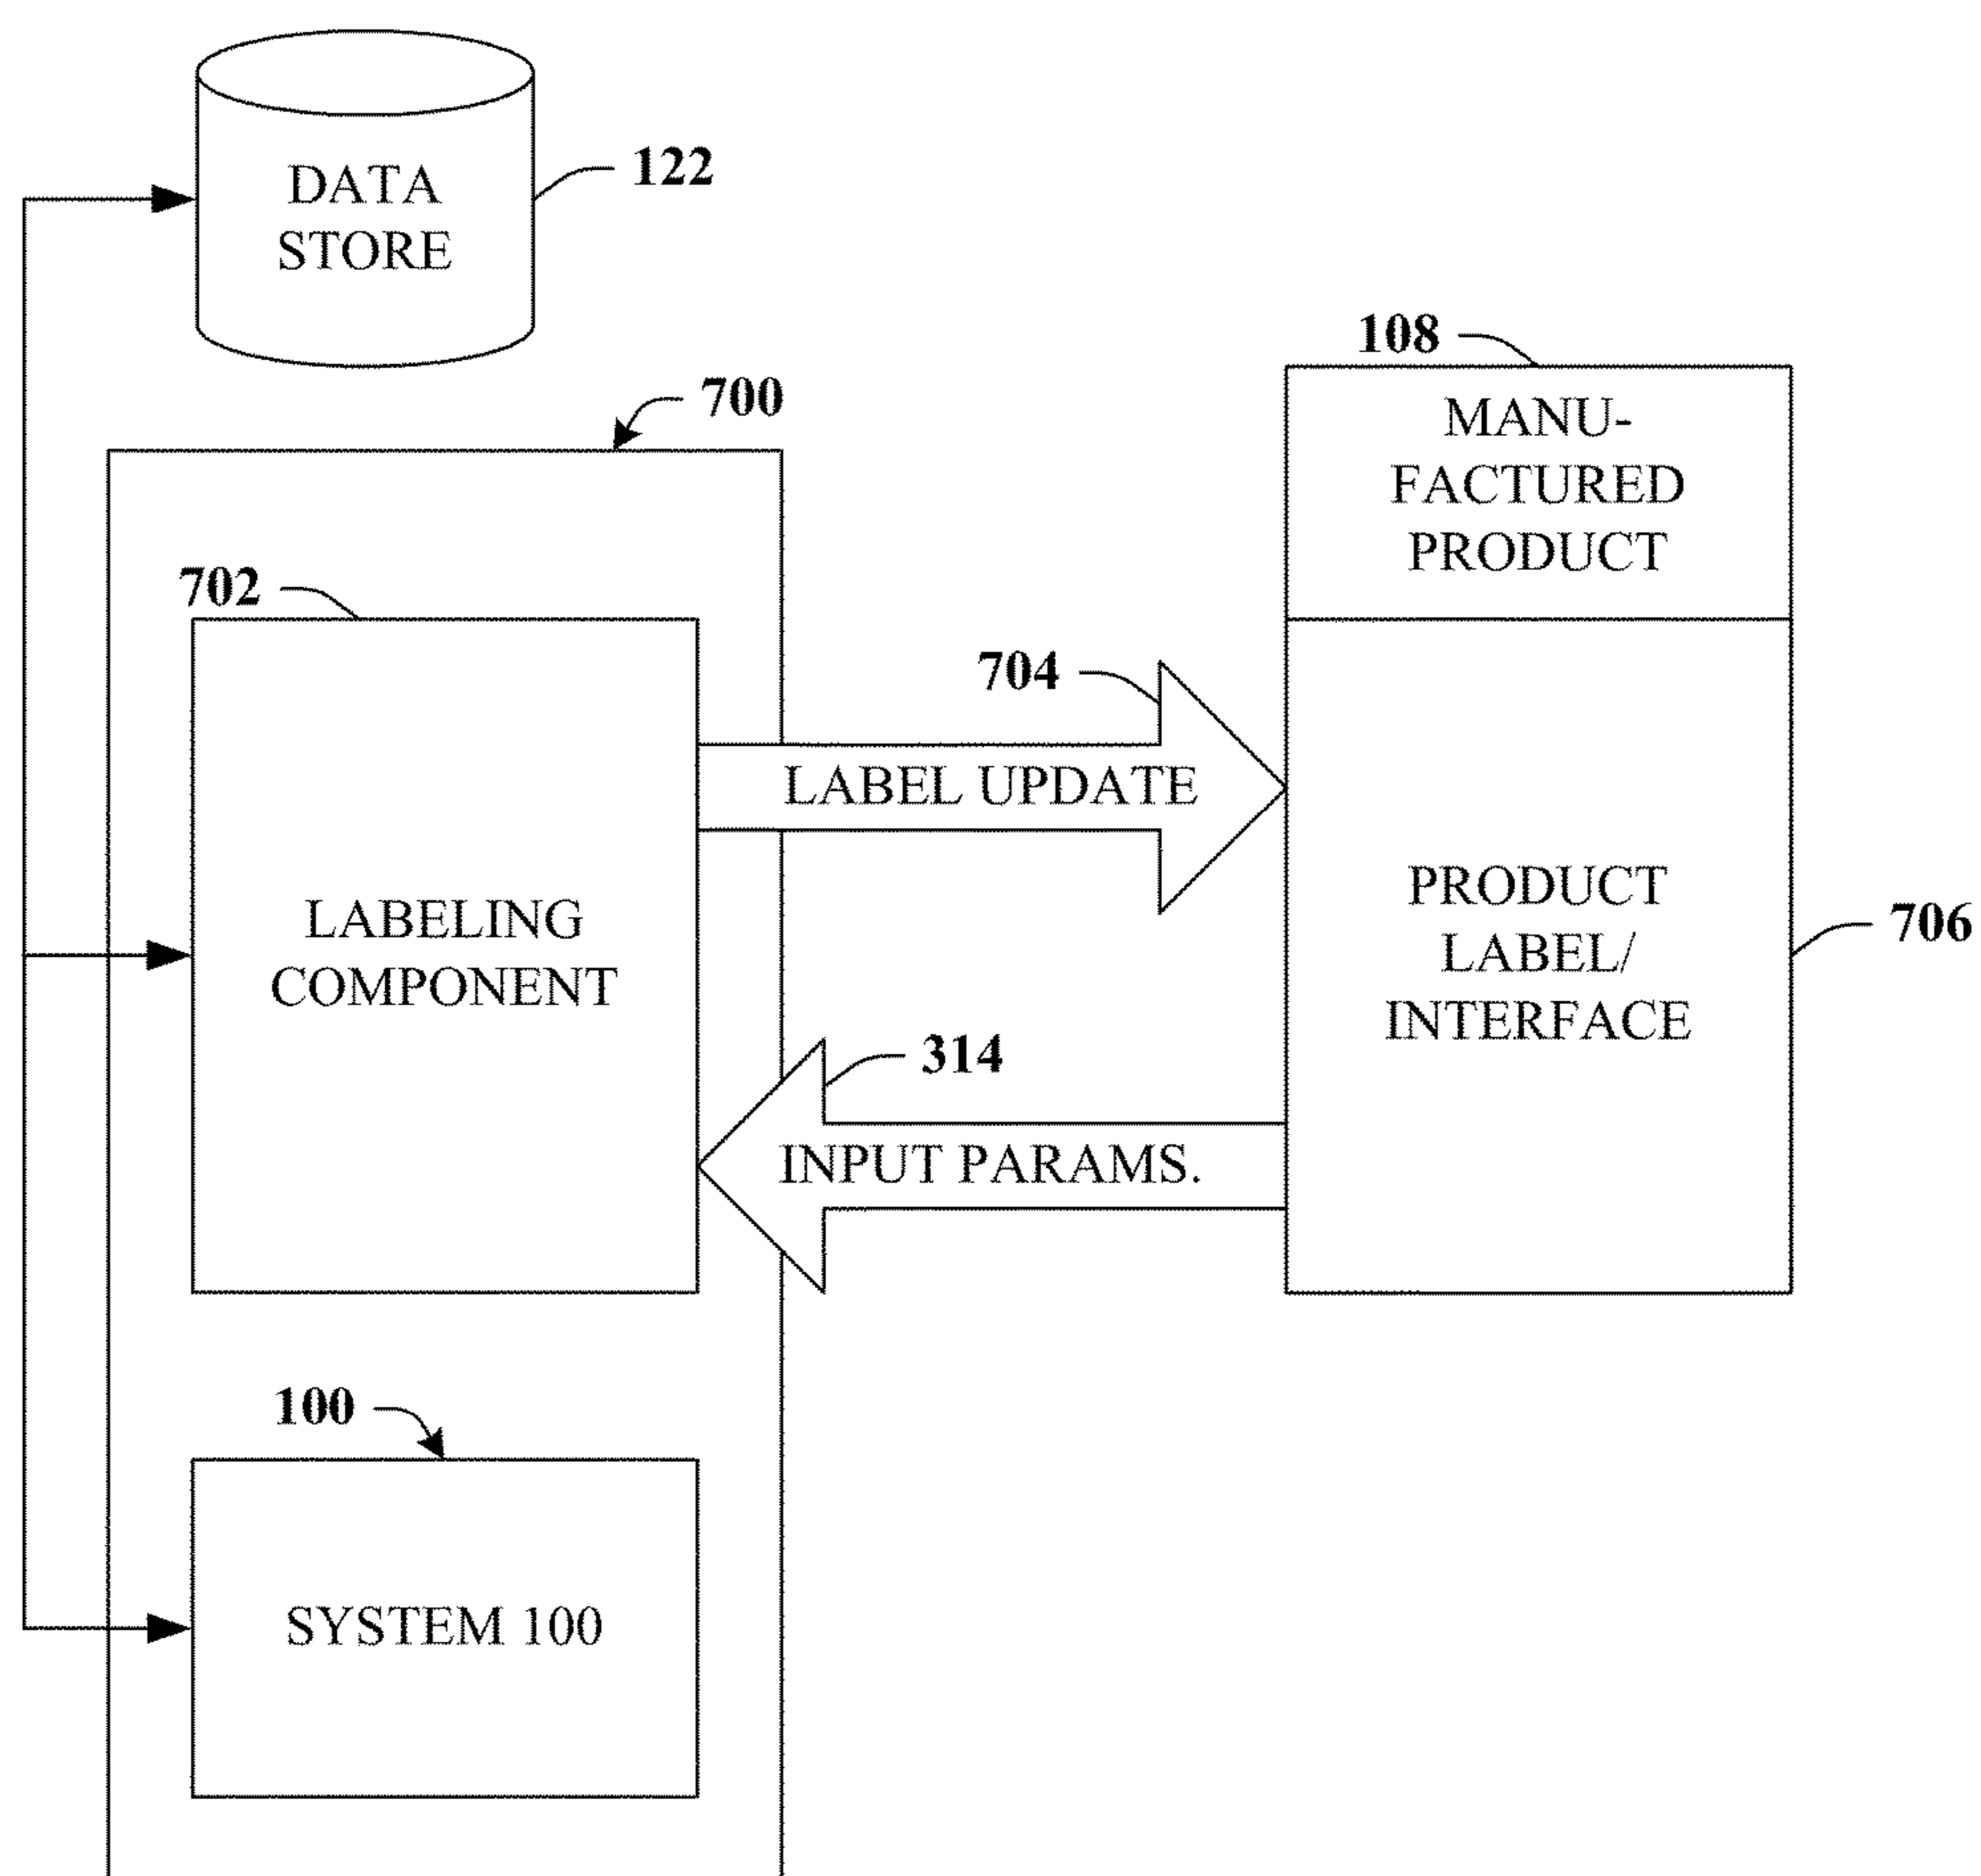 DATA
STORE
122
700
108
MANU-
FACTURED
PRODUCT
702
704
LABEL UPDATE
LABELING
COMPONENT
PRODUCT
LABEL/
INTERFACE
706
314
INPUT PARAMS.
100
SYSTEM 100